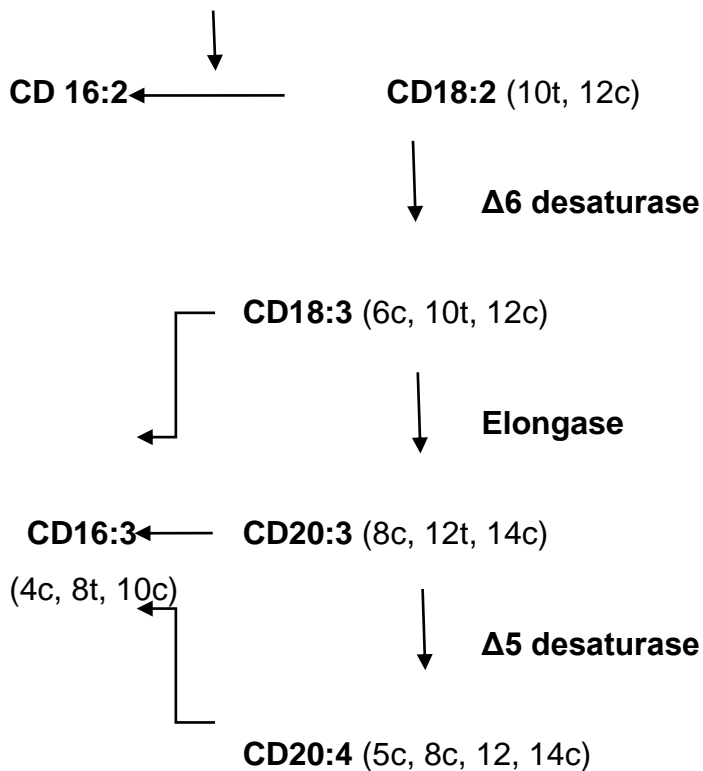 CD 16:2 CD18:2 (10t, 12c)
Δ6 desaturase
CD18:3 (6c, 10t, 12c)
Elongase
CD16:3 CD20:3 (8c, 12t, 14c)
(4c, 8t, 10c)
Δ5 desaturase
CD20:4 (5c, 8c, 12, 14c)